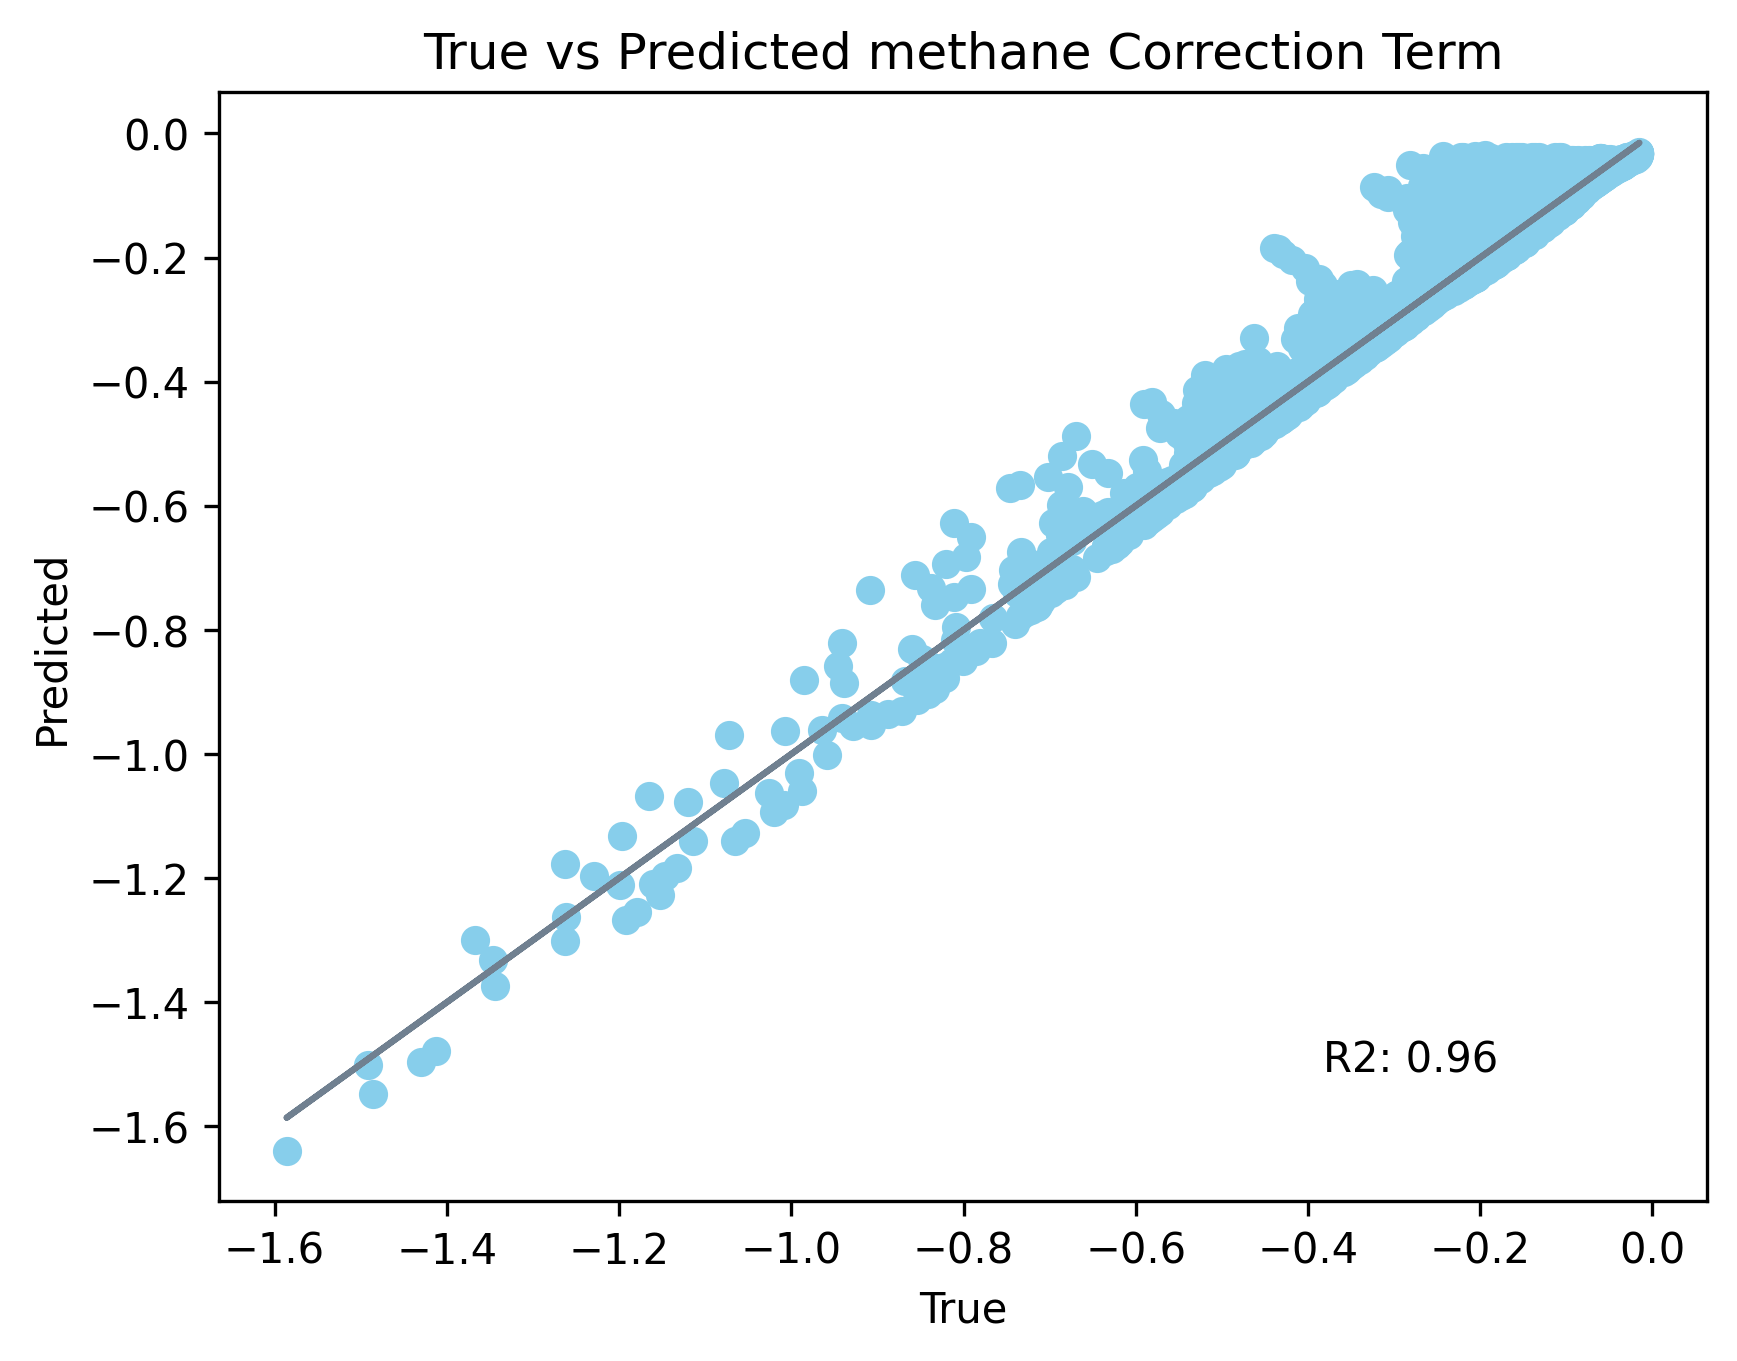 True vs Predicted methane Correction Term
0.0
−0.2
−0.4
−0.6
−0.8
−1.0
−1.2
−1.4
−1.6
Predicted
R2: 0.96
−1.6 −1.4 −1.2 −1.0 −0.8 −0.6 −0.4 −0.2 0.0
True